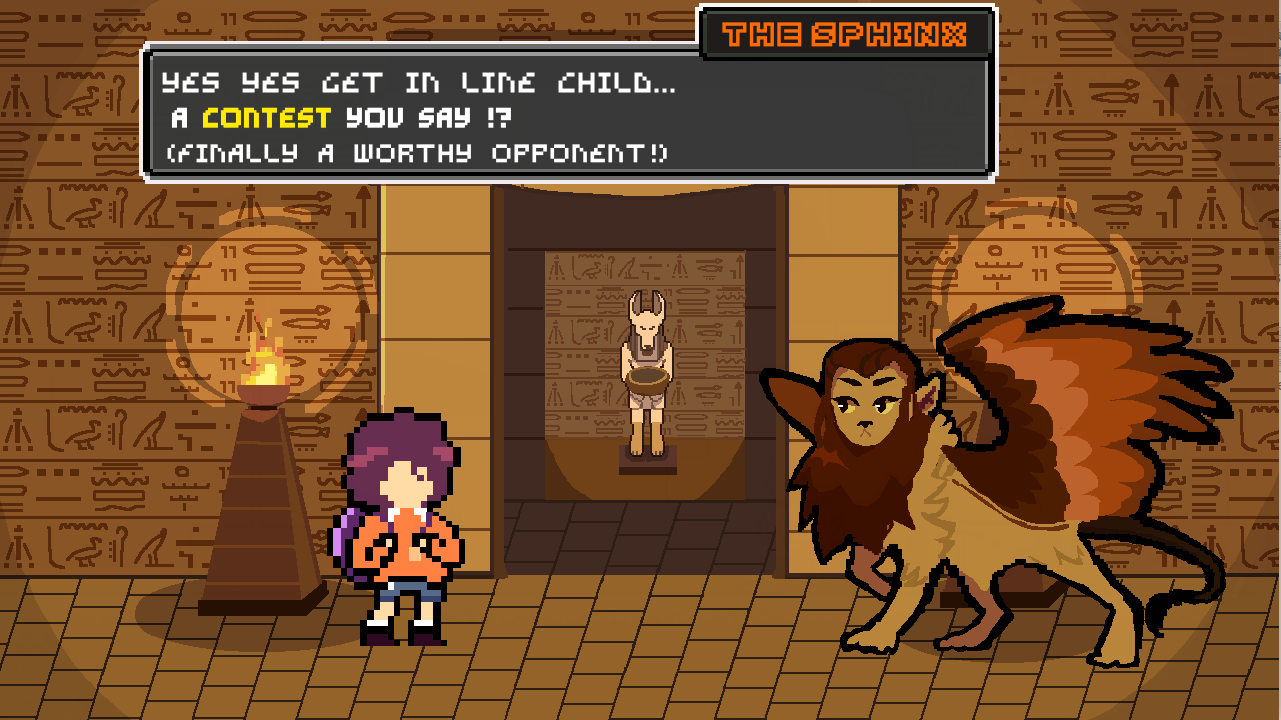 THE SPHINX
YES YES GET IN LINE CHILD...
A CONTEST YOU SAY !?
(FINALLY A WORTHY OPPONENT!)